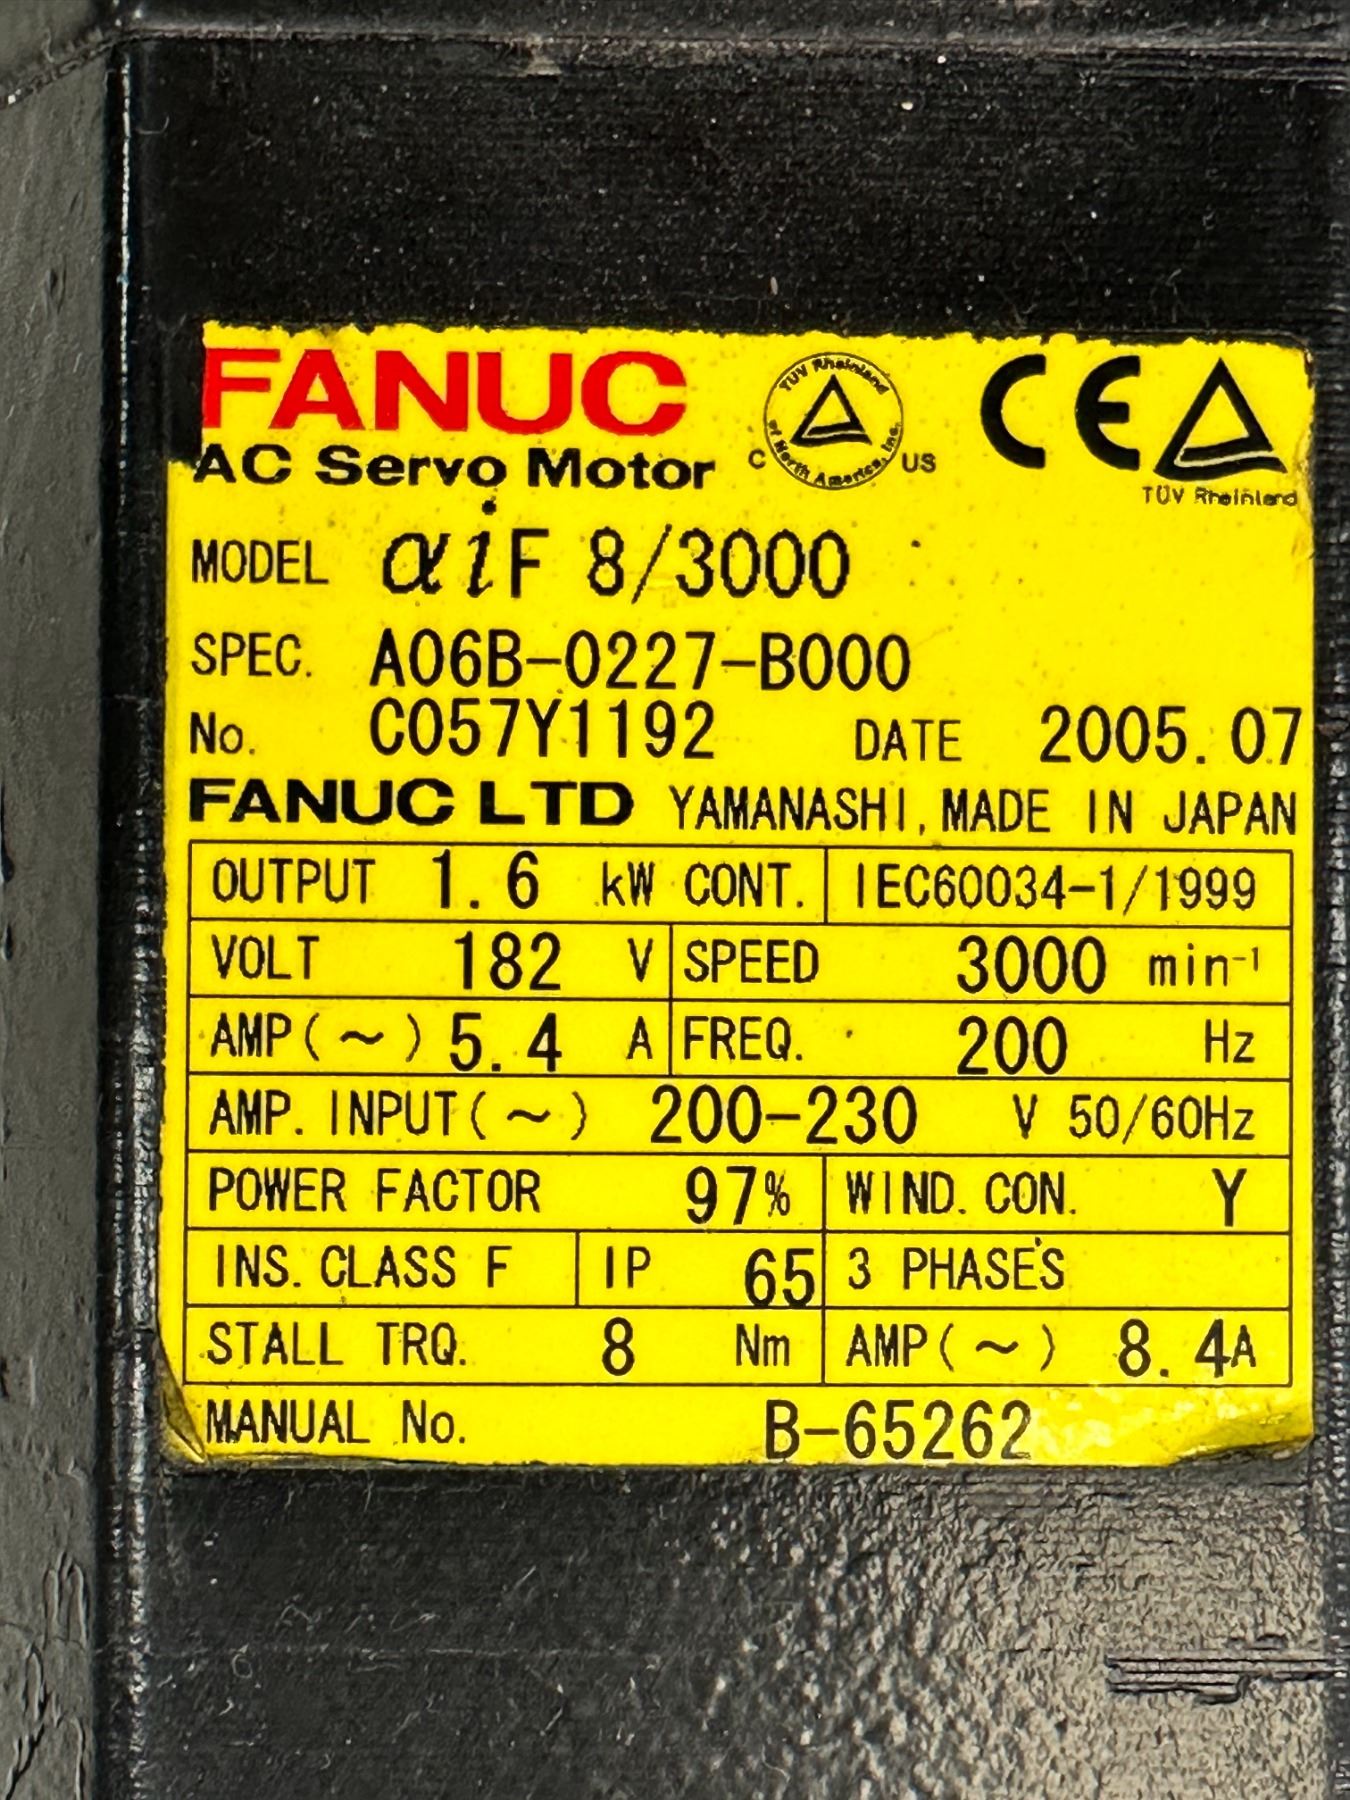 FANUC
TÜV Rheinland of North America, Inc.
C US
CE
TÜV Rheinland
AC Servo Motor
MODEL αiF 8/3000
SPEC. A06B-0227-B000
No. C057Y1192 DATE 2005.07
FANUC LTD YAMANASHI, MADE IN JAPAN
OUTPUT 1.6 kW CONT. IEC60034-1/1999
VOLT 182 V SPEED 3000 min-1
AMP(~) 5.4 A FREQ. 200 Hz
AMP. INPUT(~) 200-230 V 50/60Hz
POWER FACTOR 97% WIND. CON. Y
INS. CLASS F IP 65 3 PHASES
STALL TRQ. 8 Nm AMP(~) 8.4A
MANUAL No. B-65262